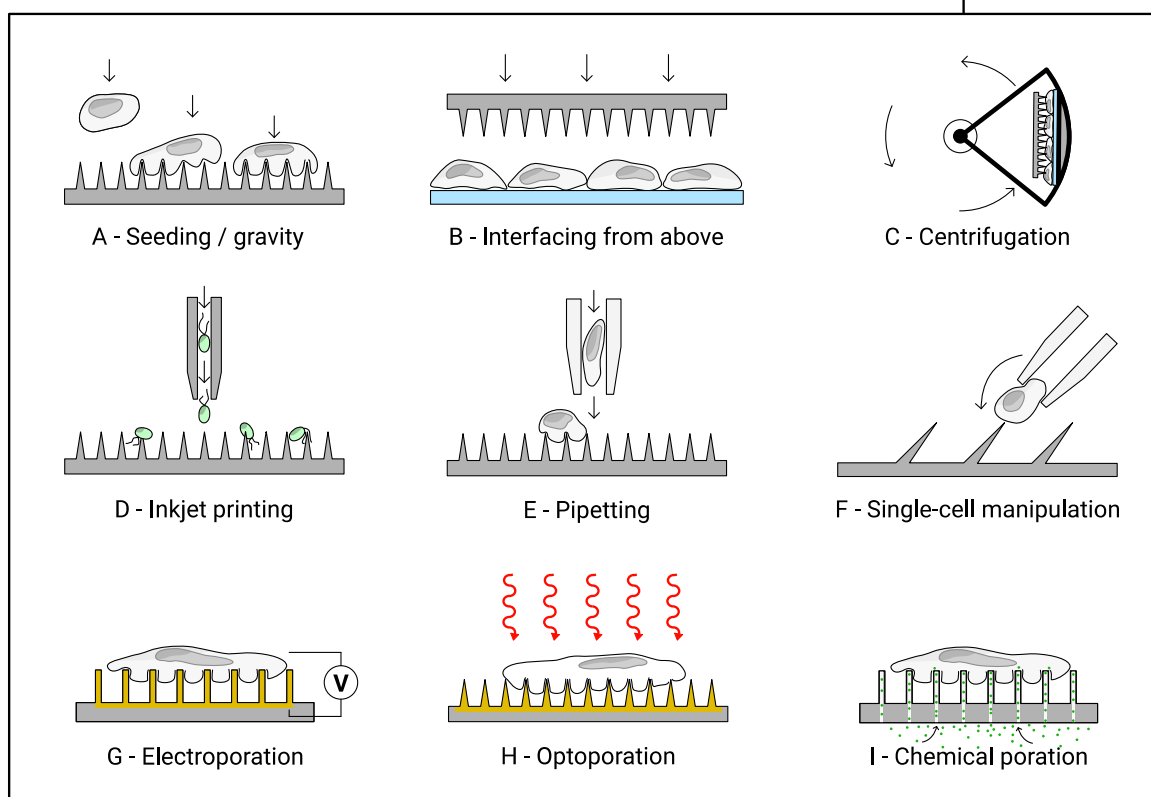 A - Seeding / gravity
B - Interfacing from above
C - Centrifugation
D - Inkjet printing
E - Pipetting
F - Single-cell manipulation
V
G - Electroporation
H - Optoporation
I - Chemical poration